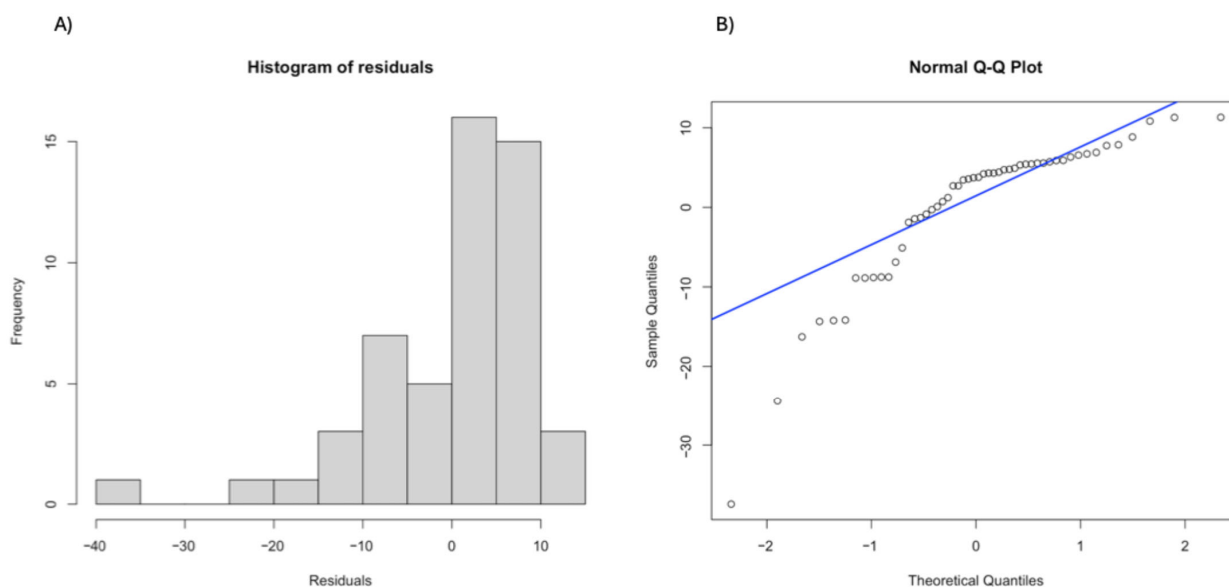 A)
Histogram of residuals
Frequency
0
5
10
15
−40
−30
−20
−10
0
10
Residuals
B)
Normal Q-Q Plot
Sample Quantiles
10
0
−10
−20
−30
−2
−1
0
1
2
Theoretical Quantiles